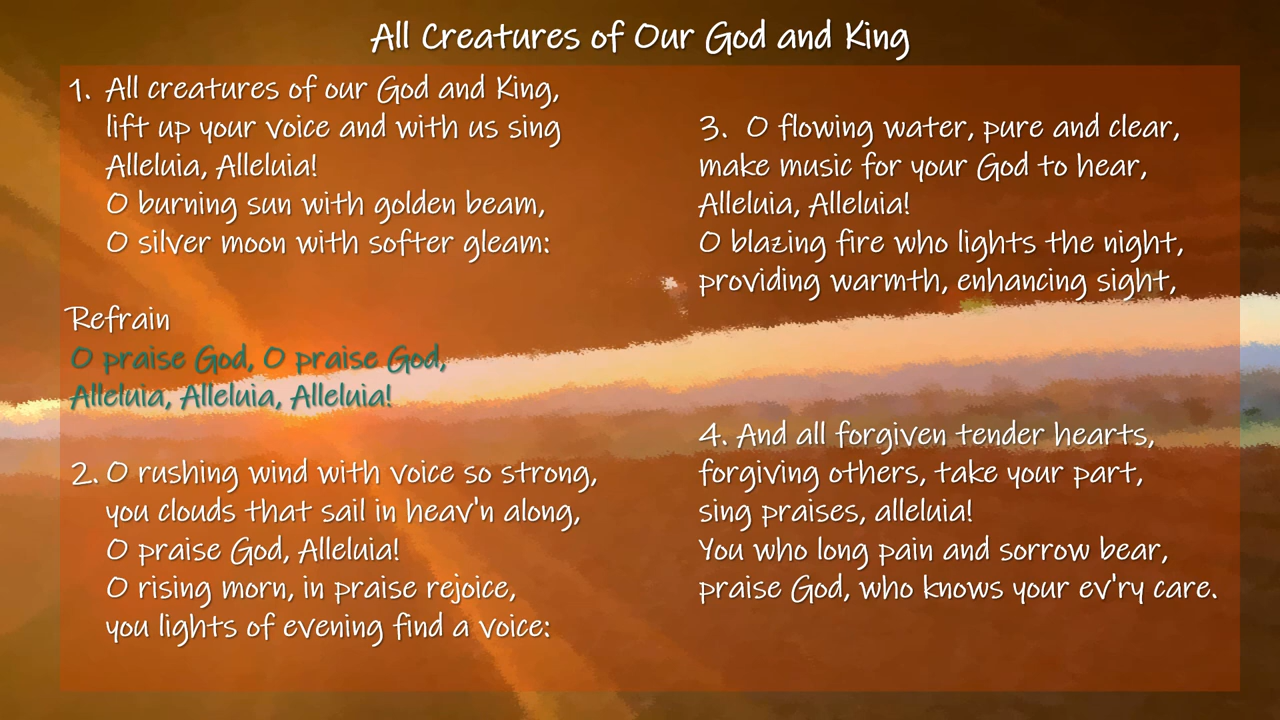 All Creatures of Our God and King
1. All creatures of our God and King,
lift up your voice and with us sing
Alleluia, Alleluia!
O burning sun with golden beam,
O silver moon with softer gleam:
Refrain
O praise God, O praise God,
Alleluia, Alleluia, Alleluia!
2. O rushing wind with voice so strong,
you clouds that sail in heav'n along,
O praise God, Alleluia!
O rising morn, in praise rejoice,
you lights of evening find a voice:
3. O flowing water, pure and clear,
make music for your God to hear,
Alleluia, Alleluia!
O blazing fire who lights the night,
providing warmth, enhancing sight,
4. And all forgiven tender hearts,
forgiving others, take your part,
sing praises, alleluia!
You who long pain and sorrow bear,
praise God, who knows your ev'ry care.